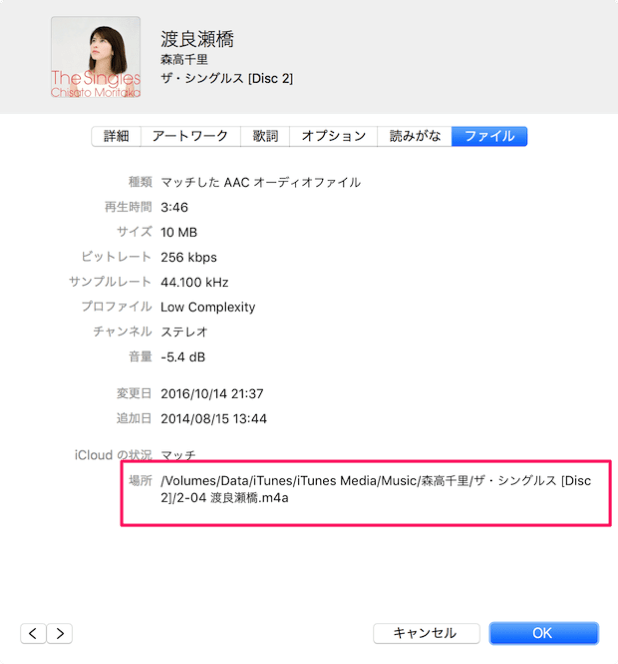 The Singles
Chisato Moritaka
渡良瀬橋
森高千里
ザ・シングルス [Disc 2]
詳細 アートワーク 歌詞 オプション 読みがな ファイル
種類 マッチした AAC オーディオファイル
再生時間 3:46
サイズ 10 MB
ビットレート 256 kbps
サンプルレート 44.100 kHz
プロファイル Low Complexity
チャンネル ステレオ
音量 -5.4 dB
変更日 2016/10/14 21:37
追加日 2014/08/15 13:44
iCloud の状況 マッチ
場所 /Volumes/Data/iTunes/iTunes Media/Music/森高千里/ザ・シングルス [Disc
2]/2-04 渡良瀬橋.m4a
< > キャンセル OK